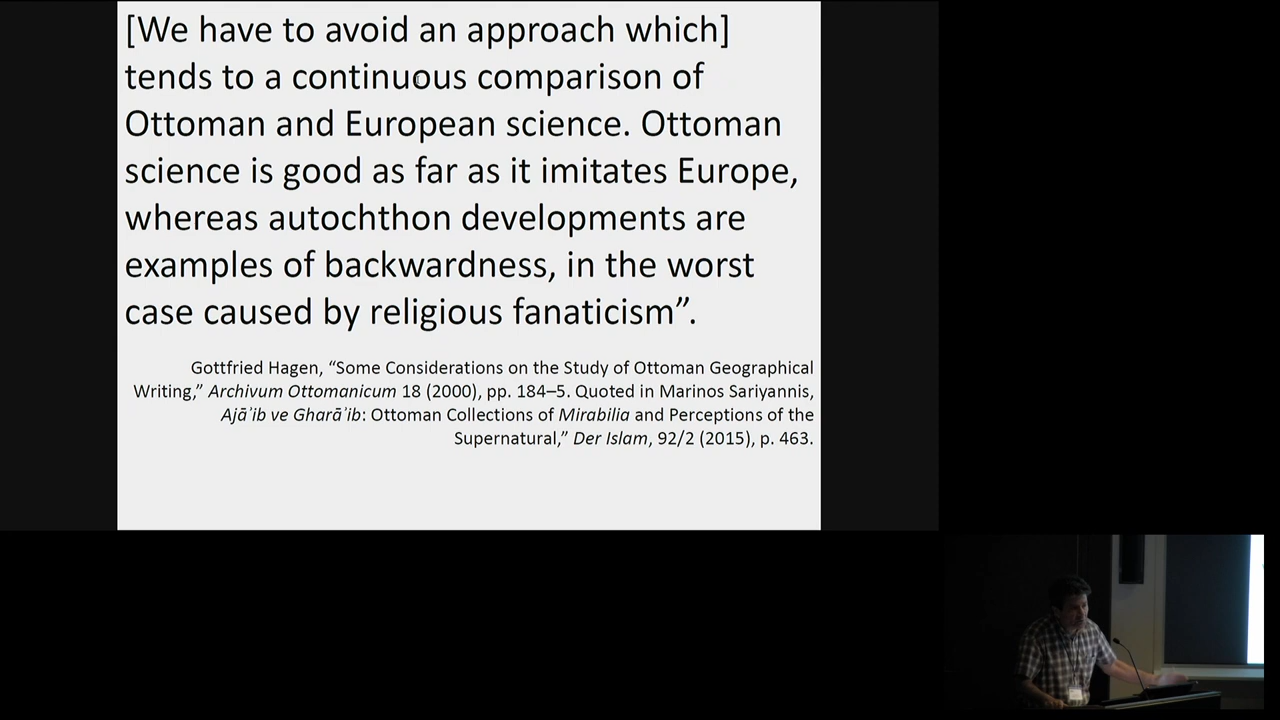 [We have to avoid an approach which]
tends to a continuous comparison of
Ottoman and European science. Ottoman
science is good as far as it imitates Europe,
whereas autochthon developments are
examples of backwardness, in the worst
case caused by religious fanaticism”.
Gottfried Hagen, “Some Considerations on the Study of Ottoman Geographical
Writing,” Archivum Ottomanicum 18 (2000), pp. 184–5. Quoted in Marinos Sariyannis,
Ajāʾib ve Gharāʾib: Ottoman Collections of Mirabilia and Perceptions of the
Supernatural,” Der Islam, 92/2 (2015), p. 463.